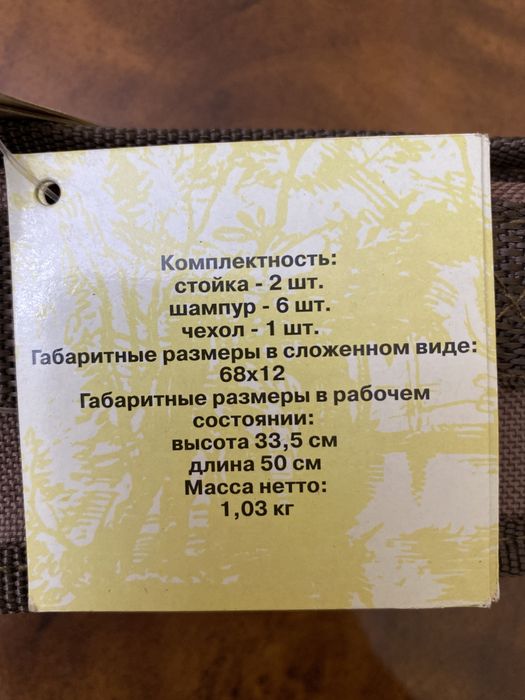 Комплектность:
стойка - 2 шт.
шампур - 6 шт.
чехол - 1 шт.
Габаритные размеры в сложенном виде:
68х12
Габаритные размеры в рабочем
состоянии:
высота 33,5 см
длина 50 см
Масса нетто:
1,03 кг